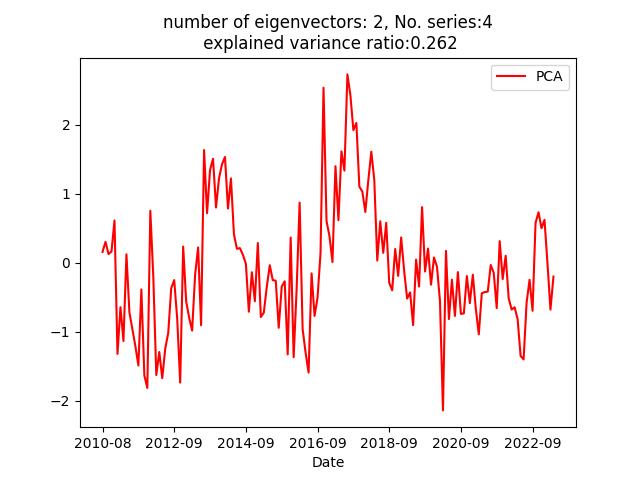 number of eigenvectors: 2, No. series:4
explained variance ratio:0.262
PCA
2
1
0
−1
−2
2010-08 2012-09 2014-09 2016-09 2018-09 2020-09 2022-09
Date